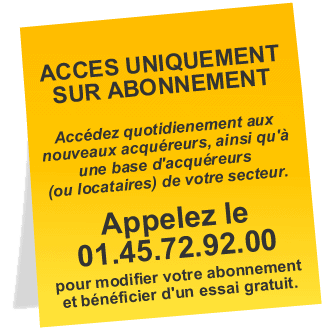 ACCES UNIQUEMENT
SUR ABONNEMENT
Accédez quotidienement aux
nouveaux acquéreurs, ainsi qu'à
une base d'acquéreurs
(ou locataires) de votre secteur.
Appelez le
01.45.72.92.00
pour modifier votre abonnement
et bénéficier d'un essai gratuit.